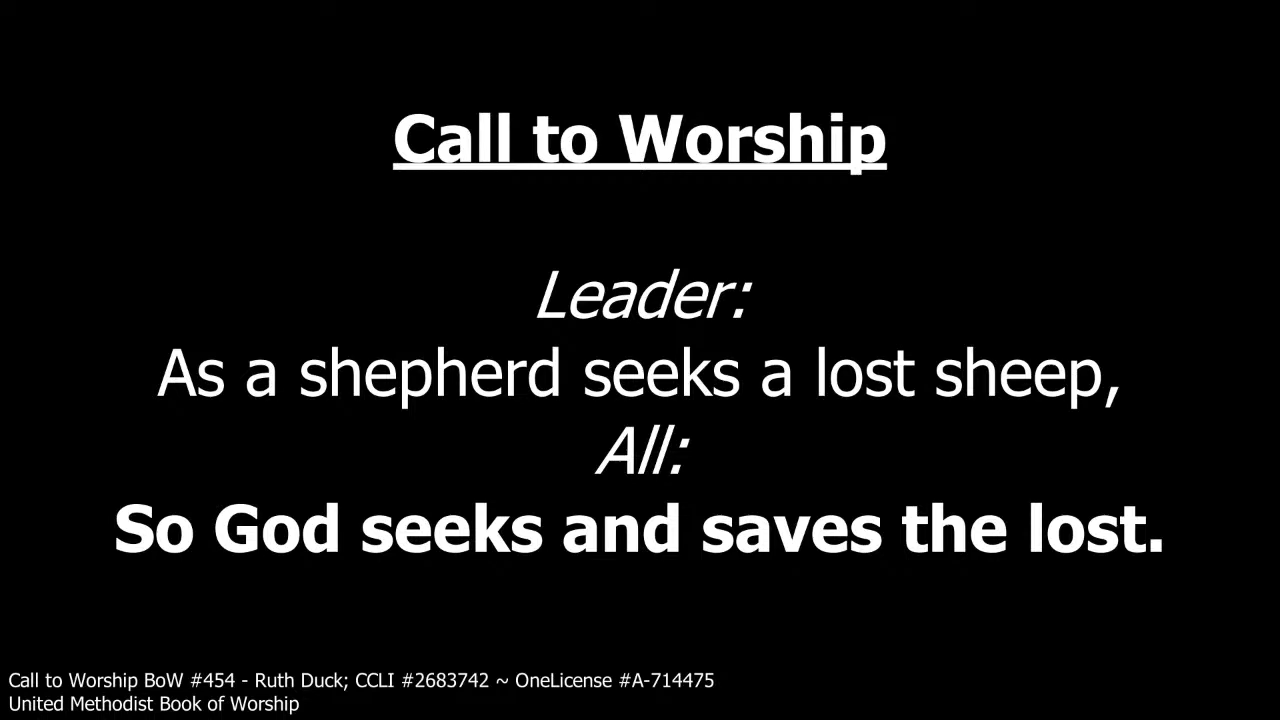 Call to Worship
Leader:
As a shepherd seeks a lost sheep,
All:
So God seeks and saves the lost.
Call to Worship BoW #454 - Ruth Duck; CCLI #2683742 ~ OneLicense #A-714475
United Methodist Book of Worship